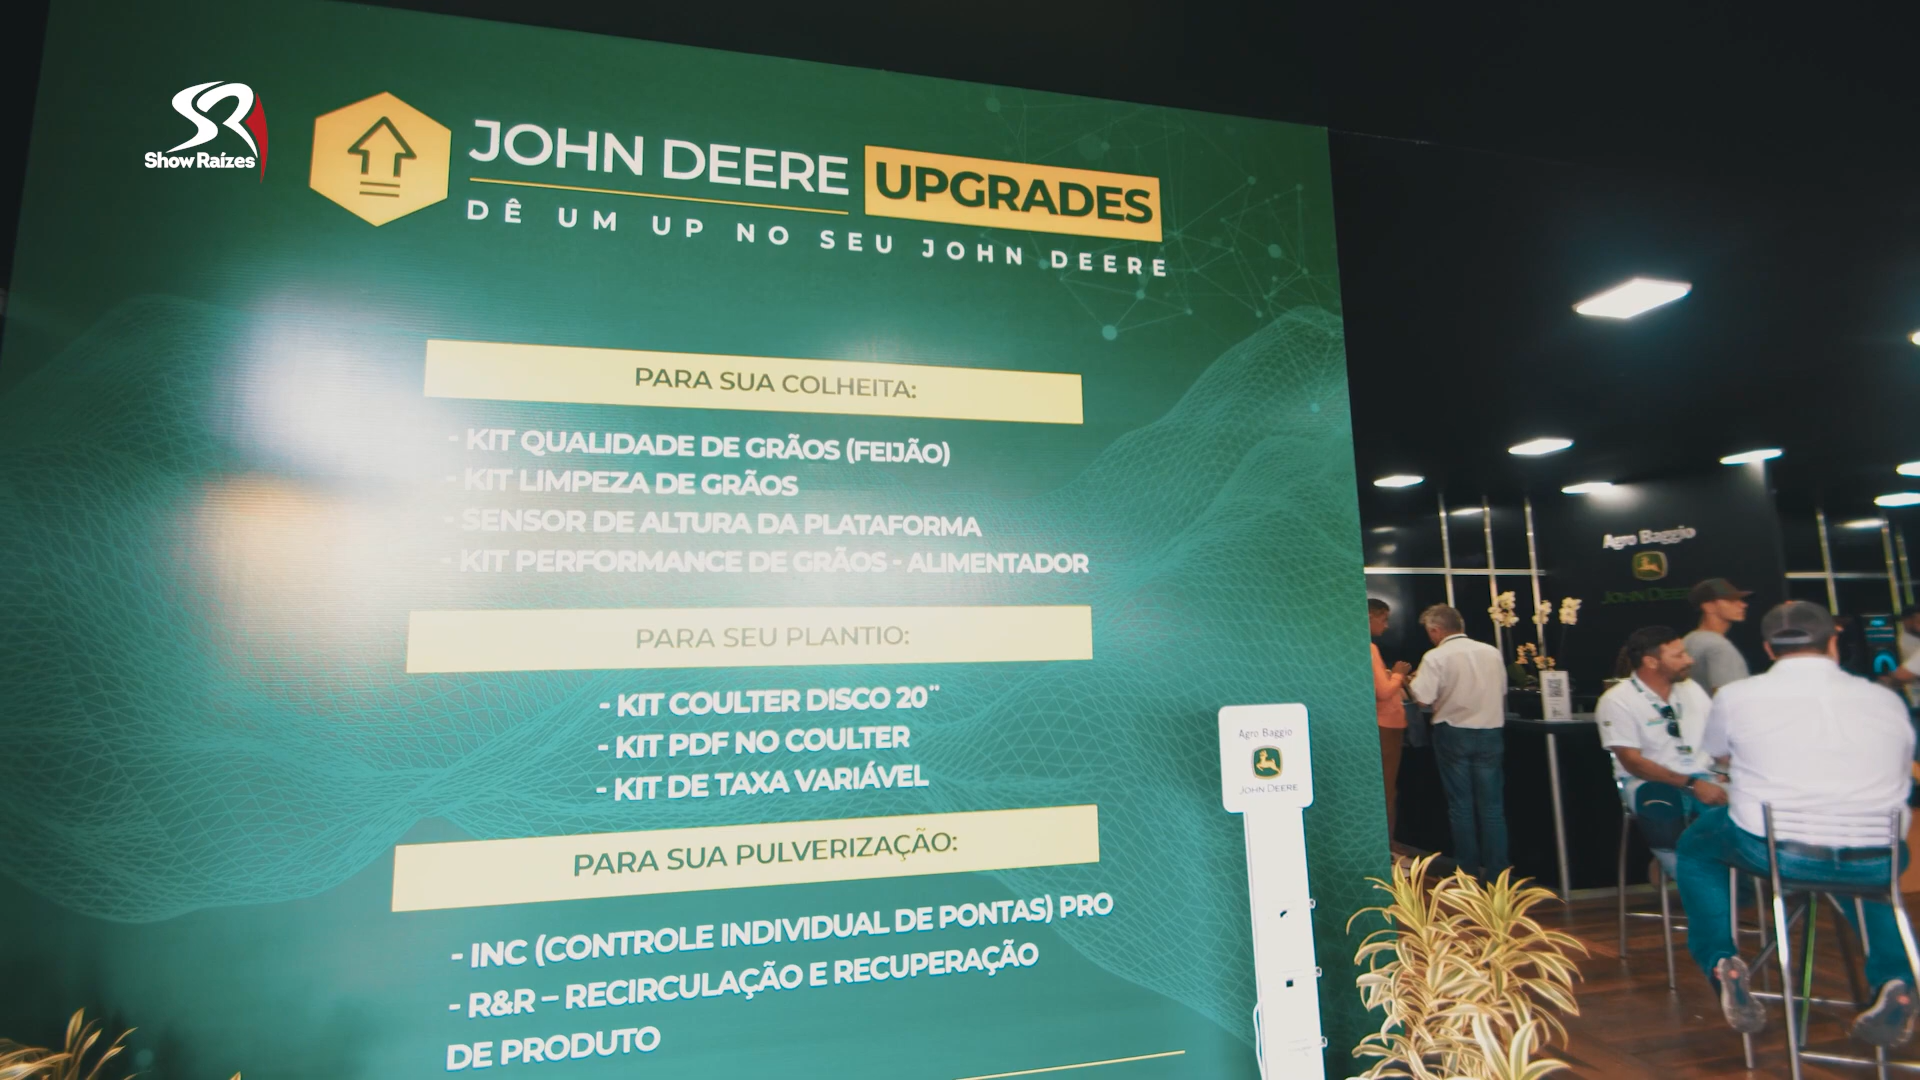 Show Raízes
JOHN DEERE UPGRADES
DÊ UM UP NO SEU JOHN DEERE
PARA SUA COLHEITA:
- KIT QUALIDADE DE GRÃOS (FEIJÃO)
- KIT LIMPEZA DE GRÃOS
- SENSOR DE ALTURA DA PLATAFORMA
- KIT PERFORMANCE DE GRÃOS - ALIMENTADOR
PARA SEU PLANTIO:
- KIT COULTER DISCO 20¨
- KIT PDF NO COULTER
- KIT DE TAXA VARIÁVEL
PARA SUA PULVERIZAÇÃO:
- INC (CONTROLE INDIVIDUAL DE PONTAS) PRO
- R&R – RECIRCULAÇÃO E RECUPERAÇÃO
DE PRODUTO
Agro Baggio
JOHN DEERE
Agro Baggio
JOHN DEERE